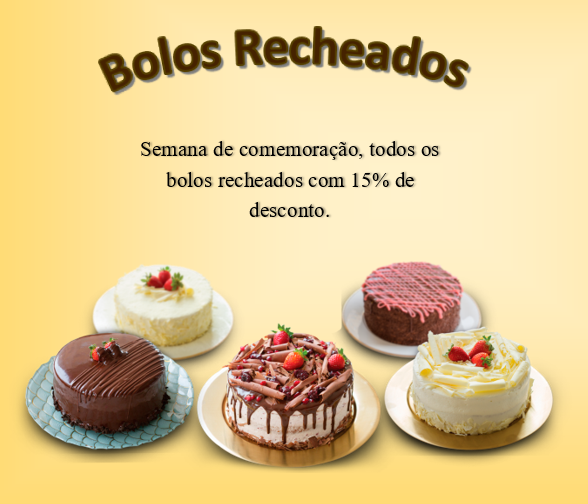 Bolos Recheados
Semana de comemoração, todos os
bolos recheados com 15% de
desconto.